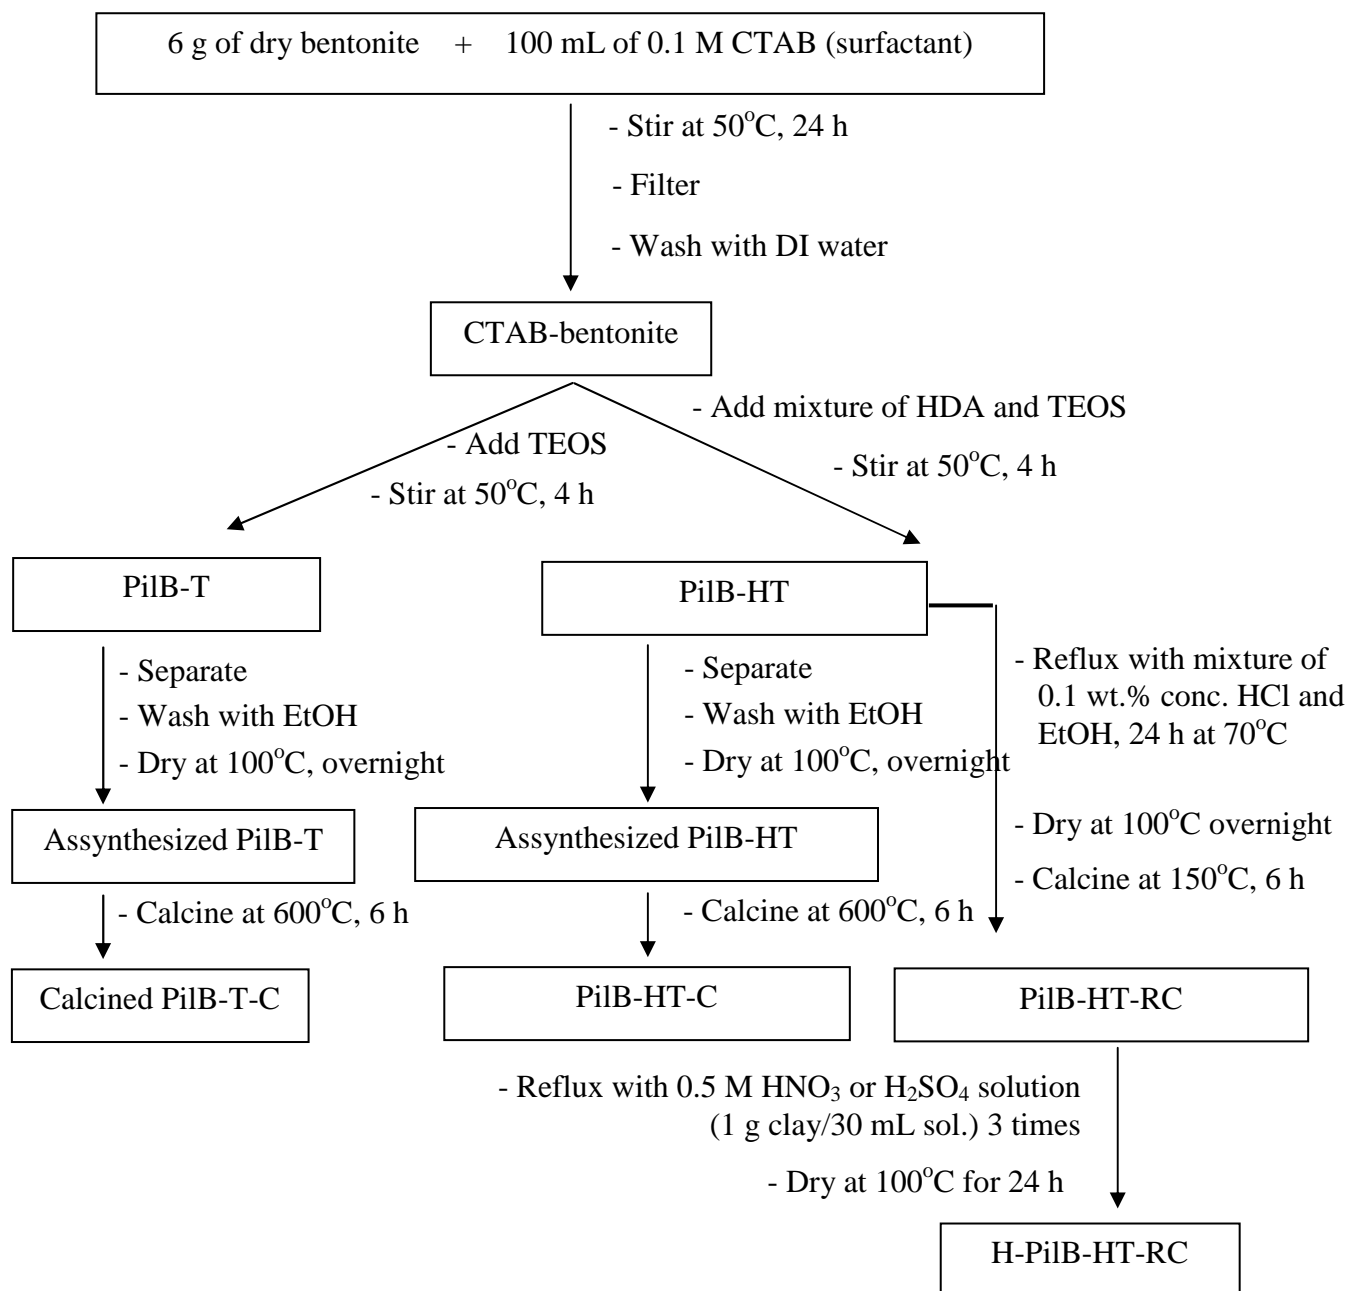 6 g of dry bentonite + 100 mL of 0.1 M CTAB (surfactant)
- Stir at 50°C, 24 h
- Filter
- Wash with DI water
CTAB-bentonite
- Add TEOS
- Stir at 50°C, 4 h
- Add mixture of HDA and TEOS
- Stir at 50°C, 4 h
PilB-T
PilB-HT
- Separate
- Wash with EtOH
- Dry at 100°C, overnight
- Separate
- Wash with EtOH
- Dry at 100°C, overnight
- Reflux with mixture of
0.1 wt.% conc. HCl and
EtOH, 24 h at 70°C
- Dry at 100°C overnight
- Calcine at 150°C, 6 h
Assynthesized PilB-T
Assynthesized PilB-HT
- Calcine at 600°C, 6 h
- Calcine at 600°C, 6 h
Calcined PilB-T-C
PilB-HT-C
PilB-HT-RC
- Reflux with 0.5 M HNO₃ or H₂SO₄ solution
(1 g clay/30 mL sol.) 3 times
- Dry at 100°C for 24 h
H-PilB-HT-RC